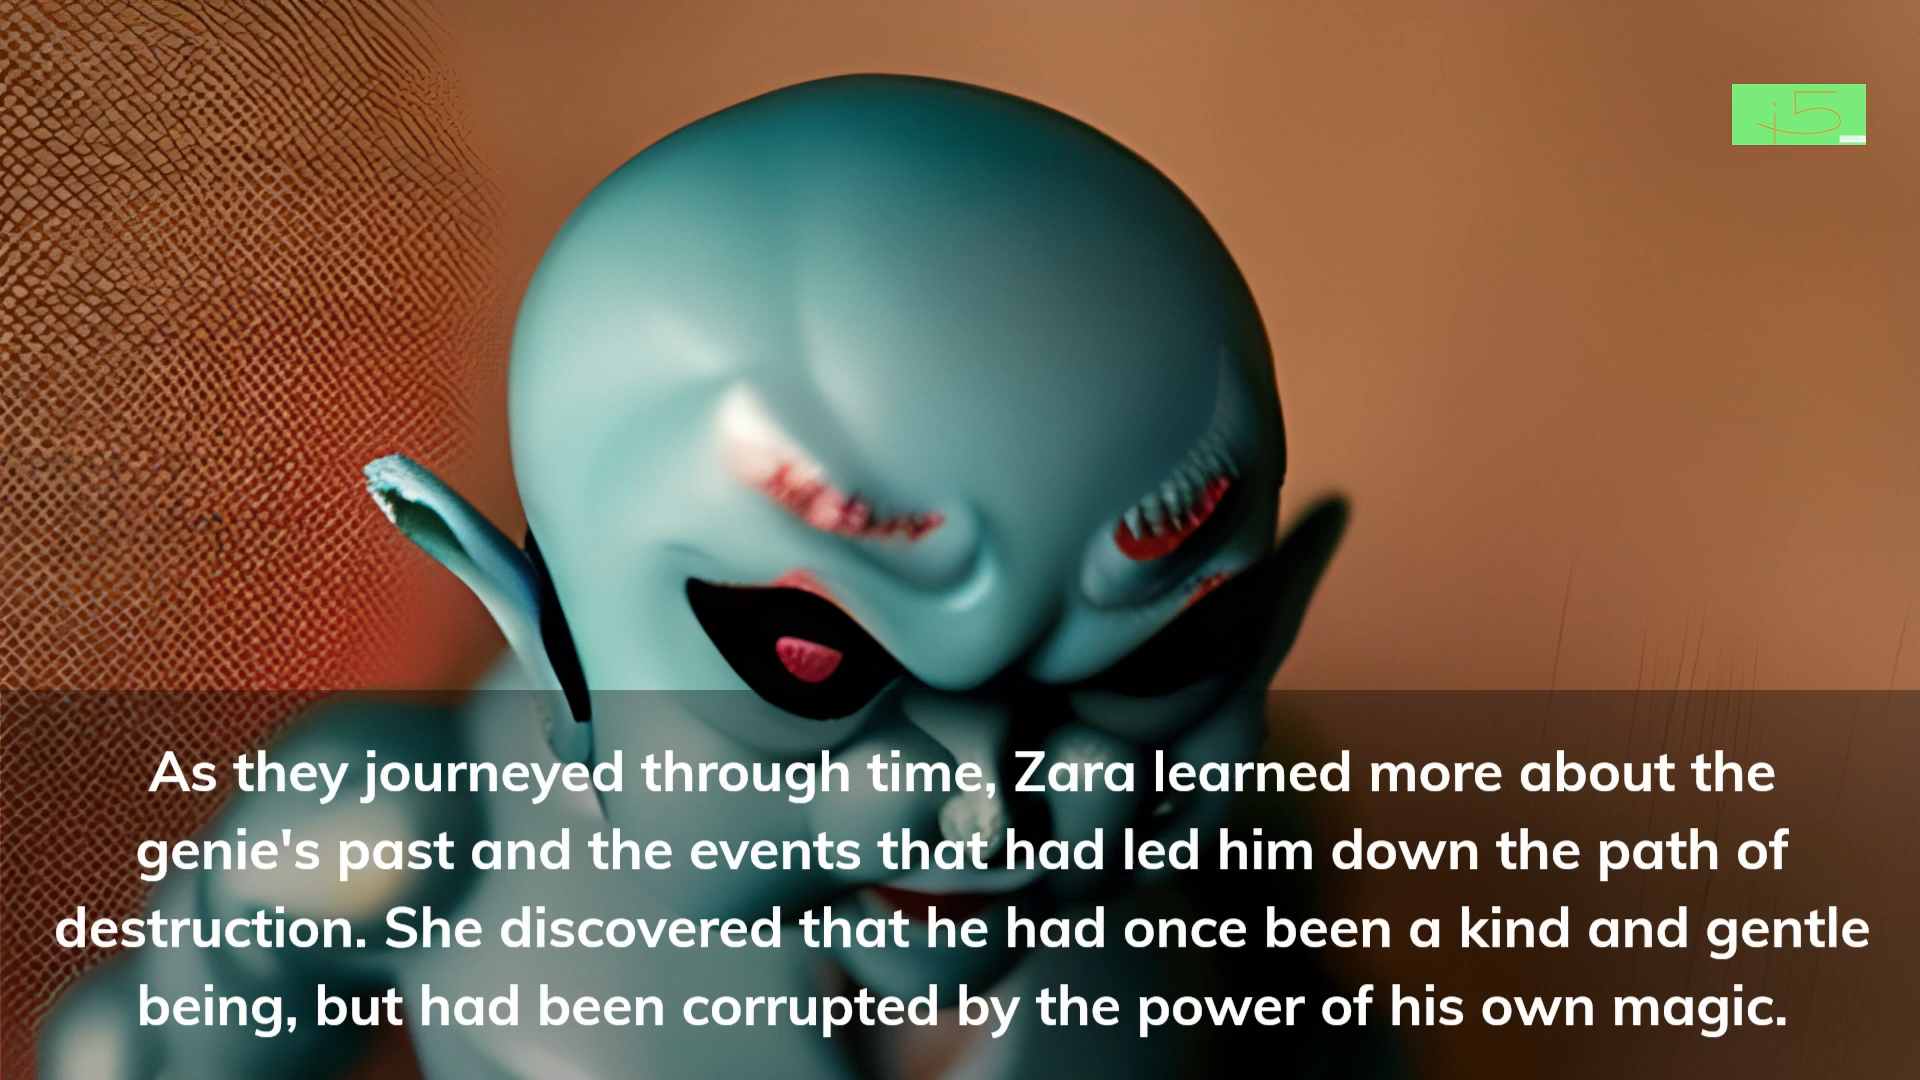 i5
As they journeyed through time, Zara learned more about the
genie's past and the events that had led him down the path of
destruction. She discovered that he had once been a kind and gentle
being, but had been corrupted by the power of his own magic.